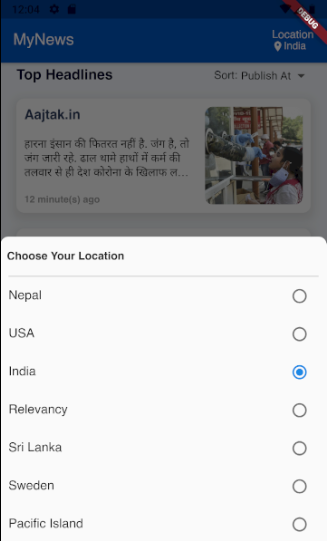 12:04
DEBUG
MyNews
Location
India
Top Headlines
Sort: Publish At
Aajtak.in
हारना इंसान की फितरत नहीं है. जंग है, तो
जंग जारी रहे. ढाल थामे हाथों में कर्म की
तलवार से ही देश कोरोना के खिलाफ ल...
12 minute(s) ago
Choose Your Location
Nepal
USA
India
Relevancy
Sri Lanka
Sweden
Pacific Island